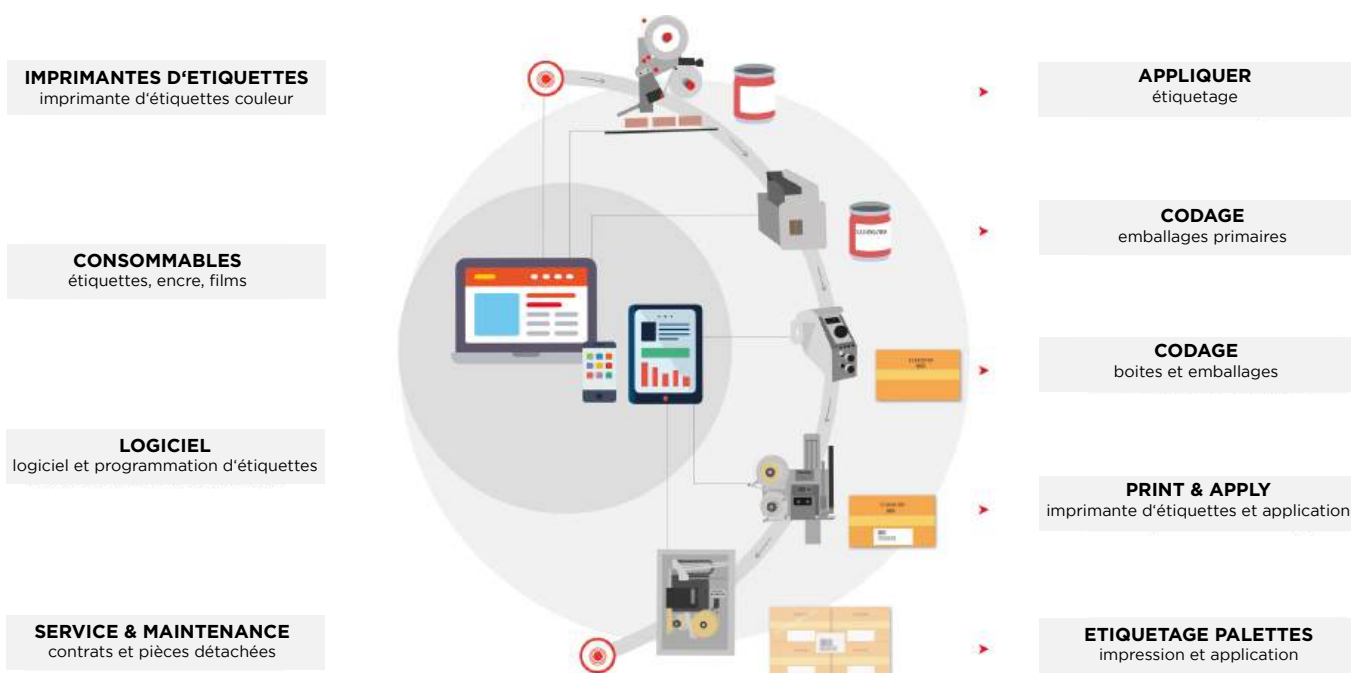 IMPRIMANTES D‘ETIQUETTES
imprimante d‘étiquettes couleur
CONSOMMABLES
étiquettes, encre, films
LOGICIEL
logiciel et programmation d‘étiquettes
SERVICE & MAINTENANCE
contrats et pièces détachées
APPLIQUER
étiquetage
CODAGE
emballages primaires
CODAGE
boites et emballages
PRINT & APPLY
imprimante d‘étiquettes et application
ETIQUETAGE PALETTES
impression et application